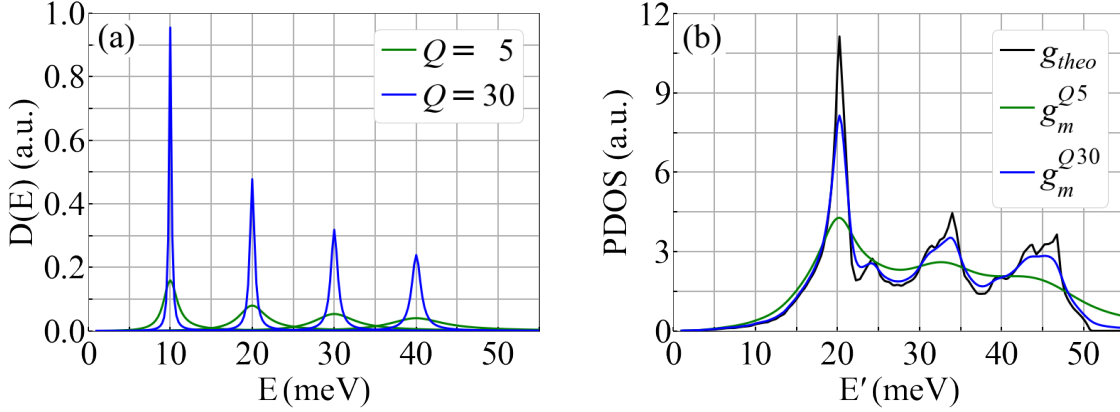 (a)
Q = 5
Q = 30
D(E) (a.u.)
1.0
0.8
0.6
0.4
0.2
0.0
0 10 20 30 40 50
E (meV)
(b)
g_theo
g_m^Q5
g_m^Q30
PDOS (a.u.)
12
9
6
3
0
0 10 20 30 40 50
E′ (meV)